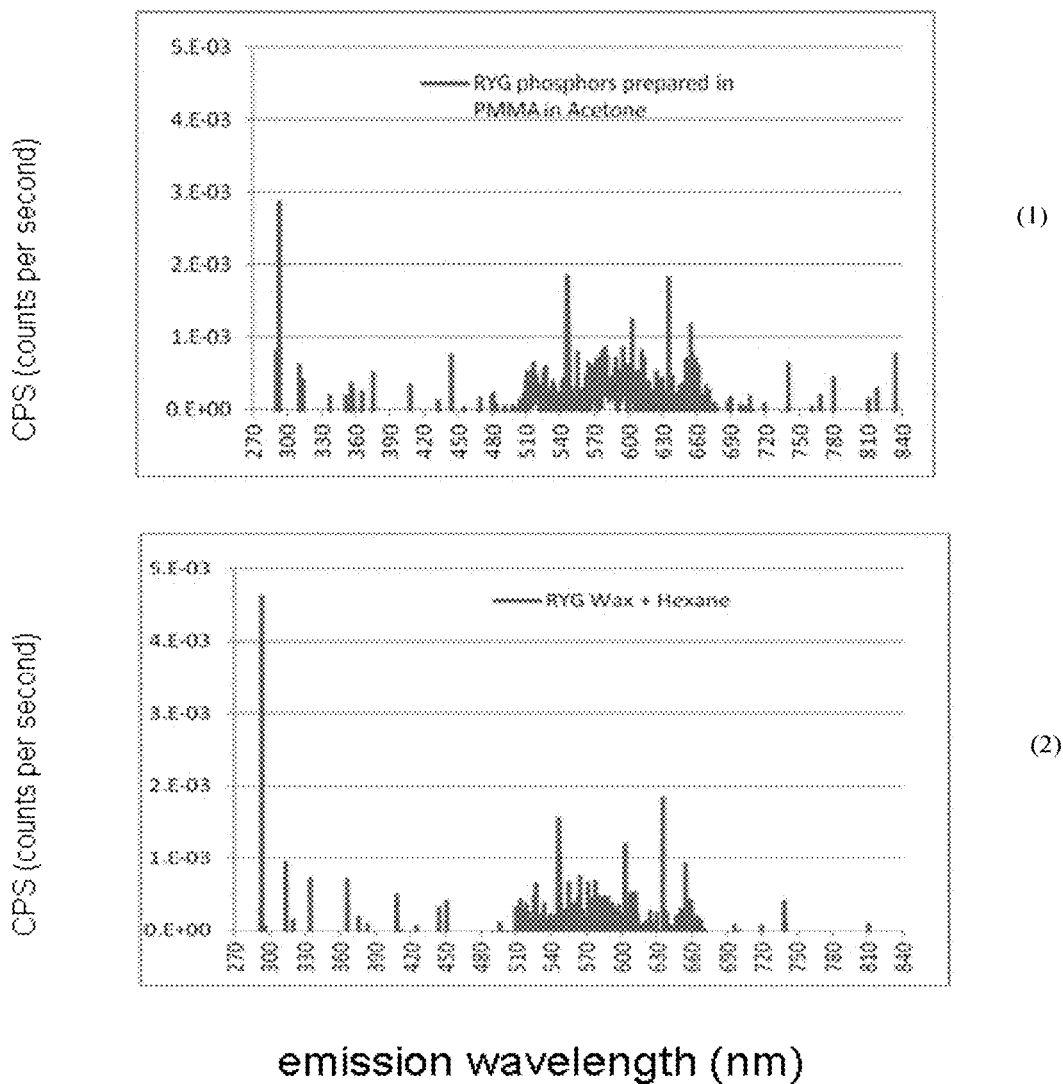 CPS (counts per second)
5.E-03
4.E-03
3.E-03
2.E-03
1.E-03
0.E+00
RYG phosphors prepared in
PMMA in Acetone
270 300 330 360 390 420 450 480 510 540 570 600 630 660 690 720 750 780 810 840
(1)
CPS (counts per second)
5.E-03
4.E-03
3.E-03
2.E-03
1.E-03
0.E+00
RYG Wax + Hexane
270 300 330 360 390 420 450 480 510 540 570 600 630 660 690 720 750 780 810 840
(2)
emission wavelength (nm)